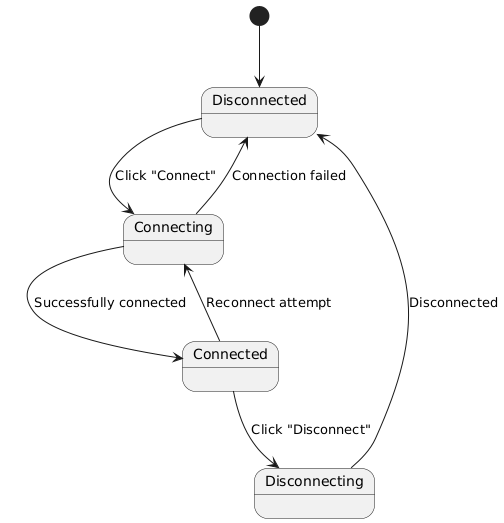 Disconnected
Click "Connect"
Connection failed
Connecting
Successfully connected
Reconnect attempt
Disconnected
Connected
Click "Disconnect"
Disconnecting